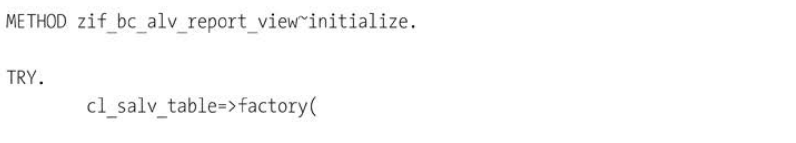 METHOD zif_bc_alv_report_view~initialize.
TRY.
cl_salv_table=>factory(